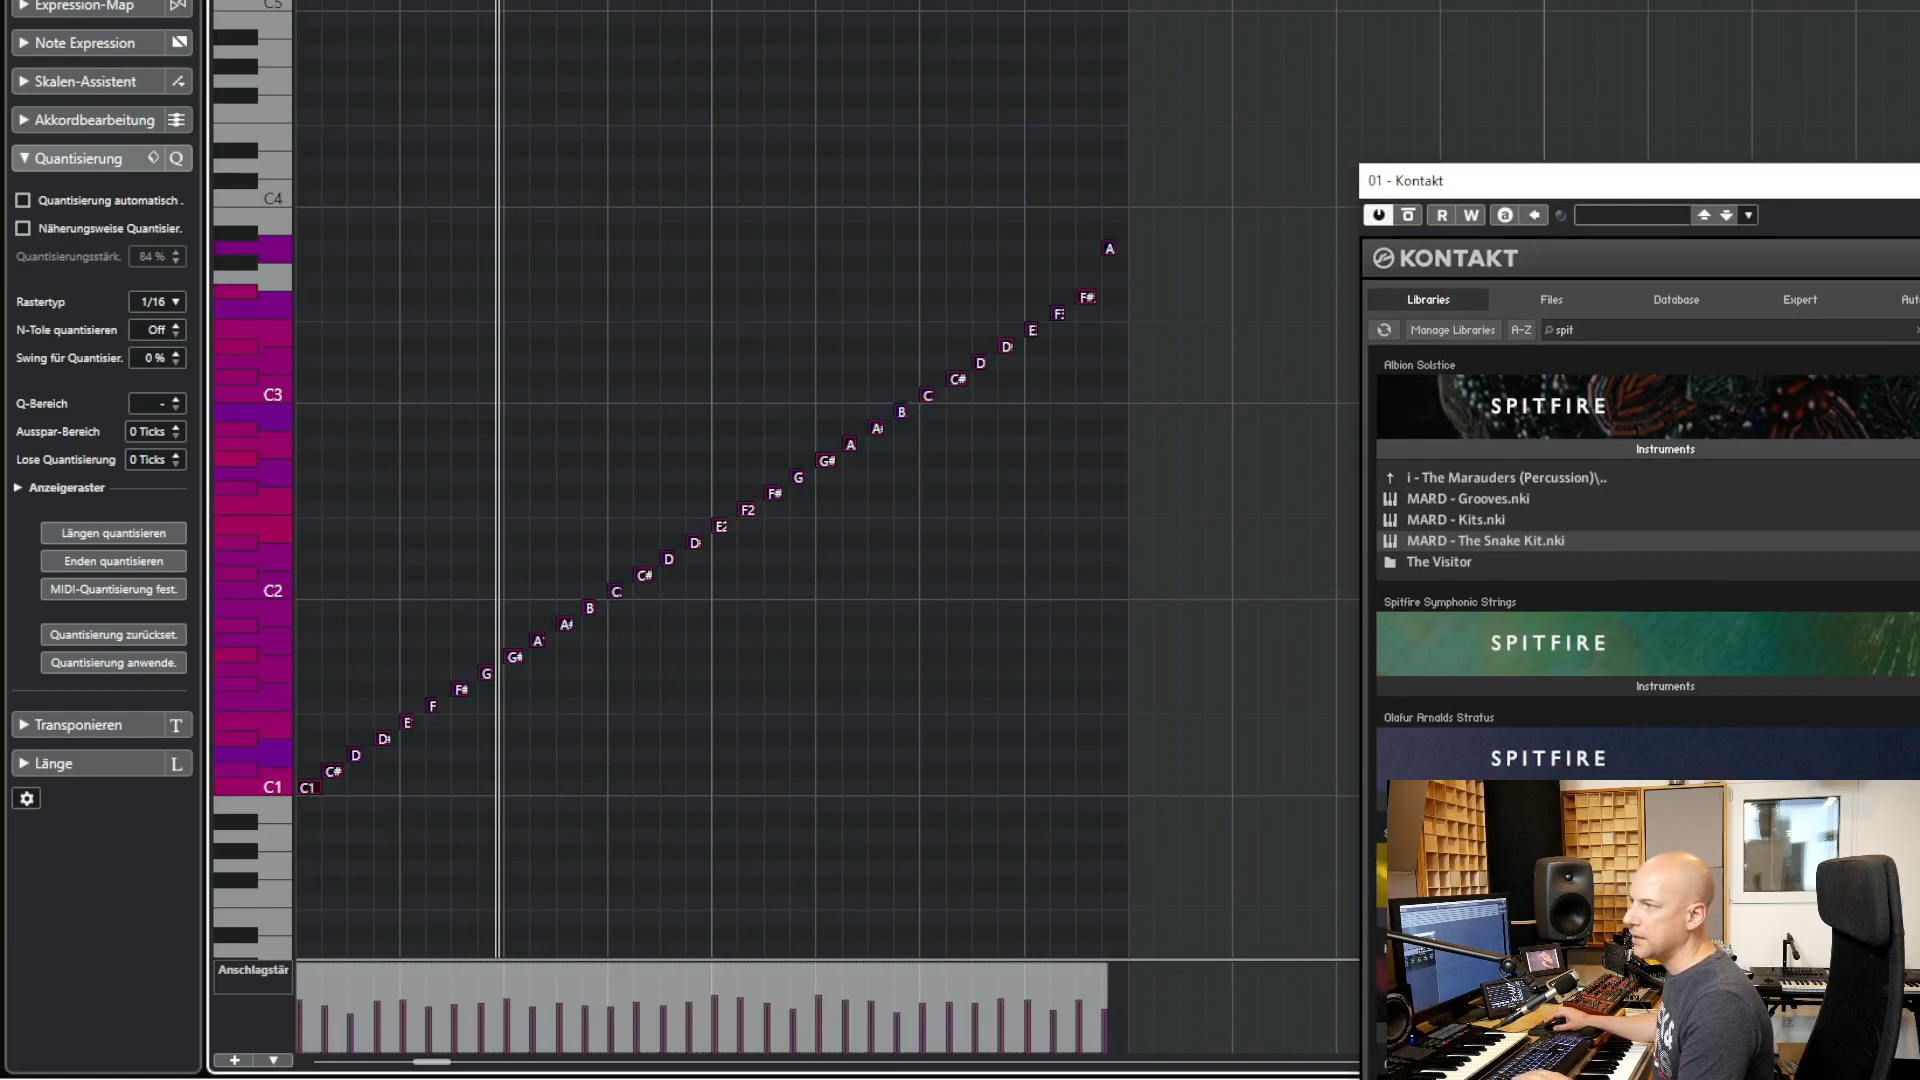 Expression-Map
Note Expression
Skalen-Assistent
Akkordbearbeitung
Quantisierung Q
Quantisierung automatisch .
Näherungsweise Quantisier.
Quantisierungsstärk. 84 %
Rastertyp 1/16
N-Tole quantisieren Off
Swing für Quantisier. 0 %
Q-Bereich -
Ausspar-Bereich 0 Ticks
Lose Quantisierung 0 Ticks
Anzeigeraster
Längen quantisieren
Enden quantisieren
MIDI-Quantisierung fest.
Quantisierung zurückset.
Quantisierung anwende.
Transponieren T
Länge L
C5
C4
C3
C2
C1
A
F#
F
E
D
D
C#
C
B
A
A
G#
G
F#
F2
E2
D
D
C#
C
B
A#
A
G#
G
F#
F
E
D#
D
C#
C1
Anschlagstär
01 - Kontakt
R W a
KONTAKT
Libraries Files Database Expert Aut
Manage Libraries A-Z spit
Albion Solstice
SPITFIRE
Instruments
i - The Marauders (Percussion)\..
MARD - Grooves.nki
MARD - Kits.nki
MARD - The Snake Kit.nki
The Visitor
Spitfire Symphonic Strings
SPITFIRE
Instruments
Olafur Arnalds Stratus
SPITFIRE